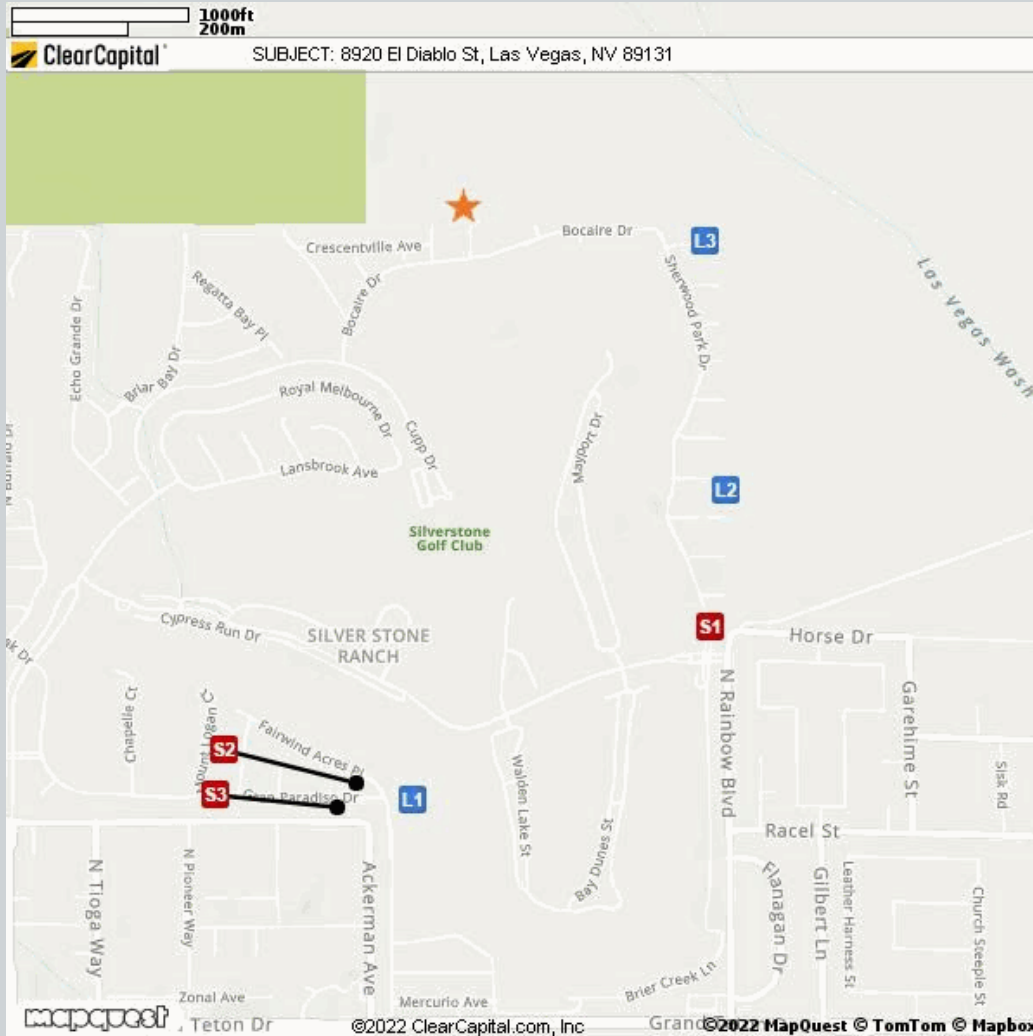 1000ft
200m
ClearCapital
SUBJECT: 8920 El Diablo St, Las Vegas, NV 89131
Bocaire Dr
L3
Crescentville Ave
Las Vegas Wash
Sherwood Park Dr
Bocaire Dr
Regatta Bay Pl
Echo Grande Dr
Briar Bay Dr
Royal Melbourne Dr
Cupp Dr
Mayport Dr
Lansbrook Ave
L2
Silverstone
Golf Club
Cypress Run Dr
SILVER STONE
RANCH
S1
Horse Dr
N Rainbow Blvd
Garehime St
Chapelle Ct
Fairwind Acres Pl
S2
Walden Lake St
Sisk Rd
S3
Gran Paradiso Dr
L1
Bay Dunes St
Racel St
N Tioga Way
N Pioneer Way
Ackerman Ave
Flanagan Dr
Gilbert Ln
Leather Harness St
Church Steeple St
Brier Creek Ln
Zonal Ave
Mercurio Ave
mapquest
Teton Dr
©2022 ClearCapital.com, Inc
Grand
©2022 MapQuest © TomTom © Mapbox